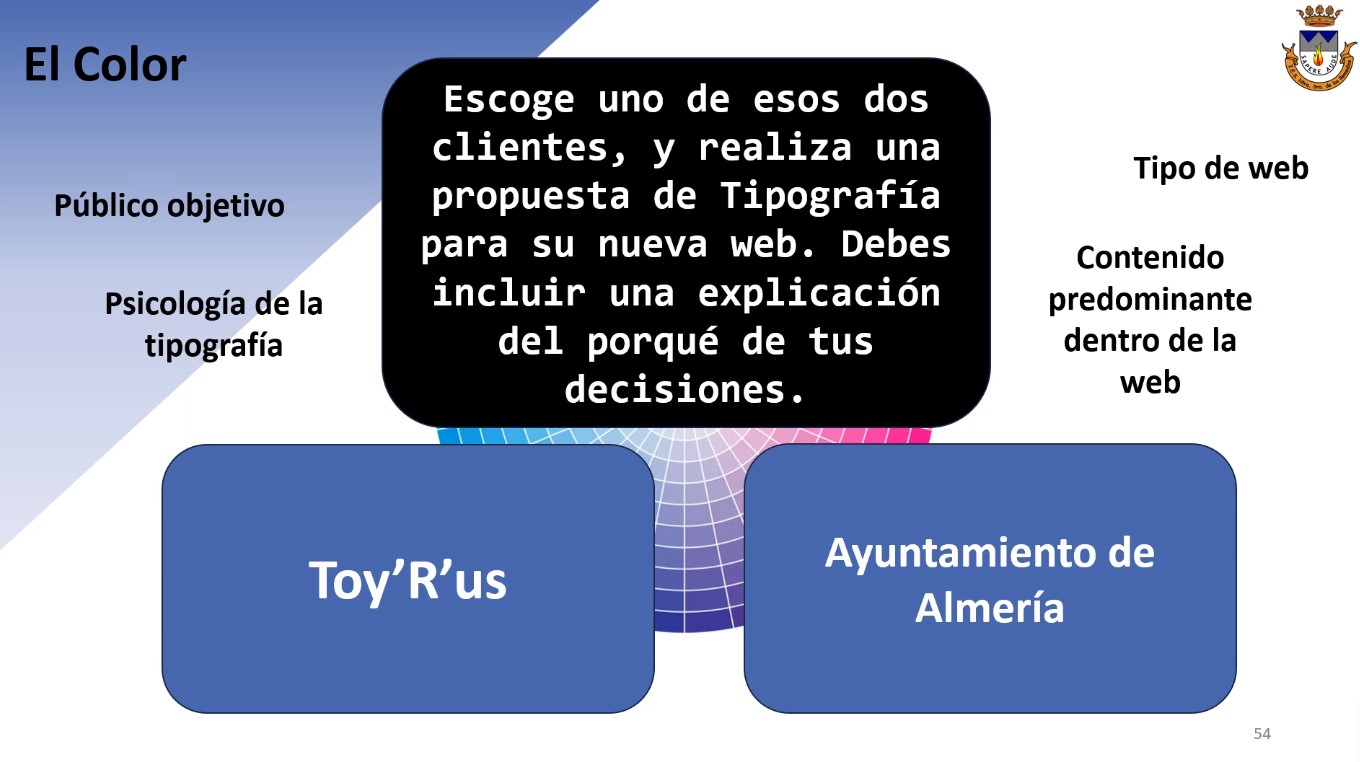 El Color
Escoge uno de esos dos
clientes, y realiza una
propuesta de Tipografía
para su nueva web. Debes
incluir una explicación
del porqué de tus
decisiones.
Público objetivo
Psicología de la
tipografía
Tipo de web
Contenido
predominante
dentro de la
web
Toy’R’us
Ayuntamiento de
Almería
SAPERE AUDE
54